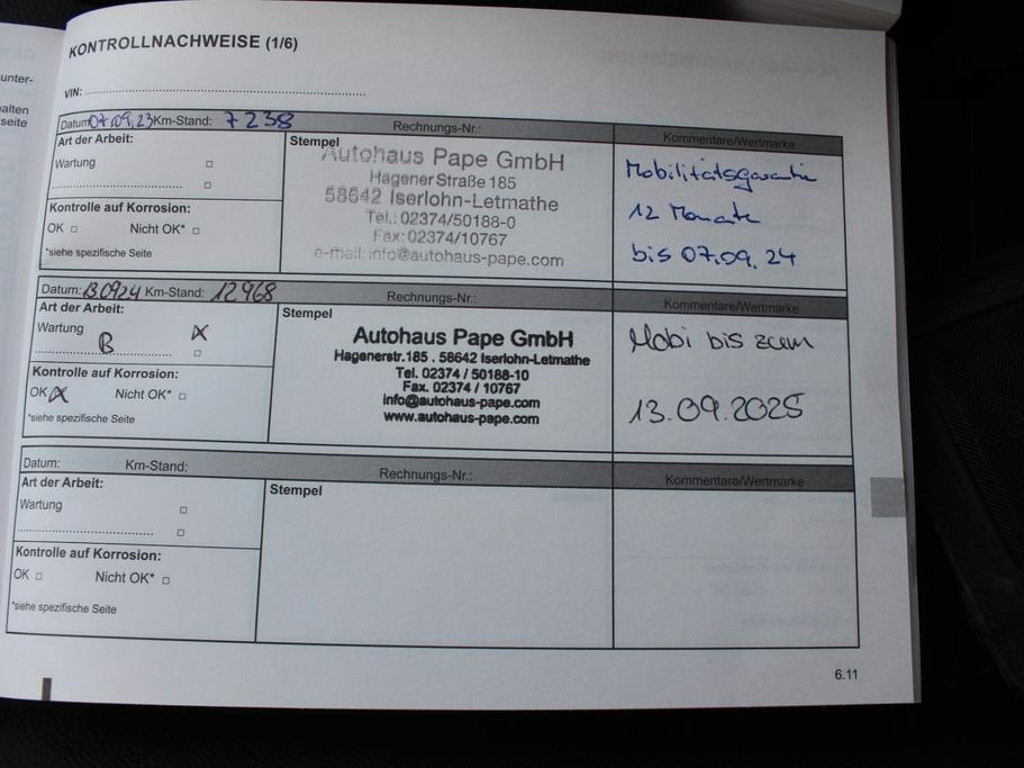 unter-
alten
seite
KONTROLLNACHWEISE (1/6)
VIN:
Datum: 07.09.23 Km-Stand: 7238 Rechnungs-Nr.: Kommentare/Wertmarke
Art der Arbeit:
Wartung
Kontrolle auf Korrosion:
OK Nicht OK*
*siehe spezifische Seite
Stempel
Autohaus Pape GmbH
Hagener Straße 185
58642 Iserlohn-Letmathe
Tel.: 02374/50188-0
Fax: 02374/10767
e-mail: info@autohaus-pape.com
Mobilitätsgarantie
12 Monate
bis 07.09.24
Datum: 130924 Km-Stand: 12968 Rechnungs-Nr.: Kommentare/Wertmarke
Art der Arbeit:
Wartung X
B
Kontrolle auf Korrosion:
OK X Nicht OK*
*siehe spezifische Seite
Stempel
Autohaus Pape GmbH
Hagenerstr.185 . 58642 Iserlohn-Letmathe
Tel. 02374 / 50188-10
Fax. 02374 / 10767
info@autohaus-pape.com
www.autohaus-pape.com
Mobi bis zum
13.09.2025
Datum: Km-Stand: Rechnungs-Nr.: Kommentare/Wertmarke
Art der Arbeit:
Wartung
Kontrolle auf Korrosion:
OK Nicht OK*
*siehe spezifische Seite
Stempel
6.11